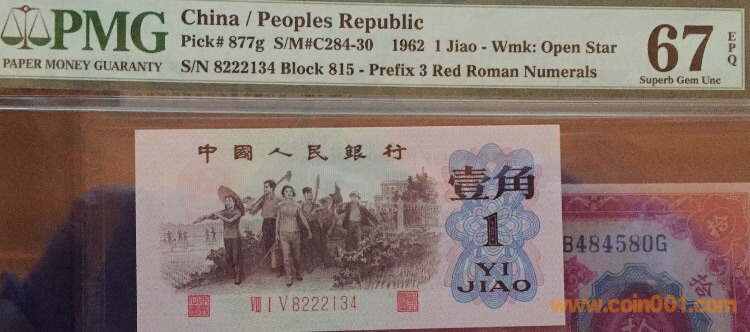 PMG
PAPER MONEY GUARANTY
China / Peoples Republic
Pick# 877g S/M#C284-30 1962 1 Jiao - Wmk: Open Star
S/N 8222134 Block 815 - Prefix 3 Red Roman Numerals
67
EPQ
Superb Gem Unc
中國人民銀行
壹角
1
YI
JIAO
VIII I V 8222134
B484580G
拾
www.coin001.com